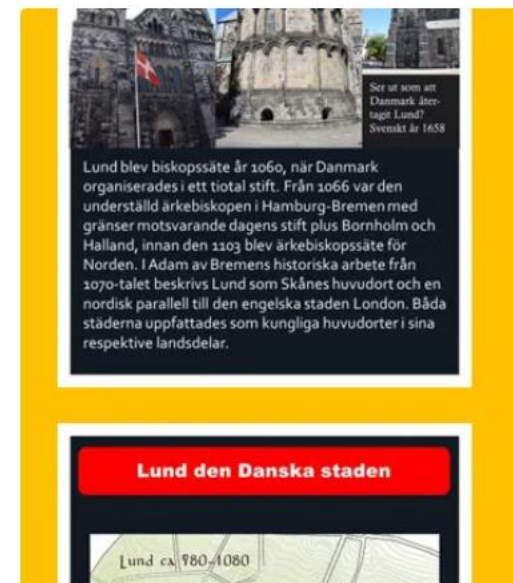 Ser ut som att
Danmark åter-
tagit Lund?
Svenskt år 1658
Lund blev biskopssäte år 1060, när Danmark
organiserades i ett tiotal stift. Från 1066 var den
underställd ärkebiskopen i Hamburg-Bremen med
gränser motsvarande dagens stift plus Bornholm och
Halland, innan den 1103 blev ärkebiskopssäte för
Norden. I Adam av Bremens historiska arbete från
1070-talet beskrivs Lund som Skånes huvudort och en
nordisk parallell till den engelska staden London. Båda
städerna uppfattades som kungliga huvudorter i sina
respektive landsdelar.
Lund den Danska staden
Lund ca 980-1080